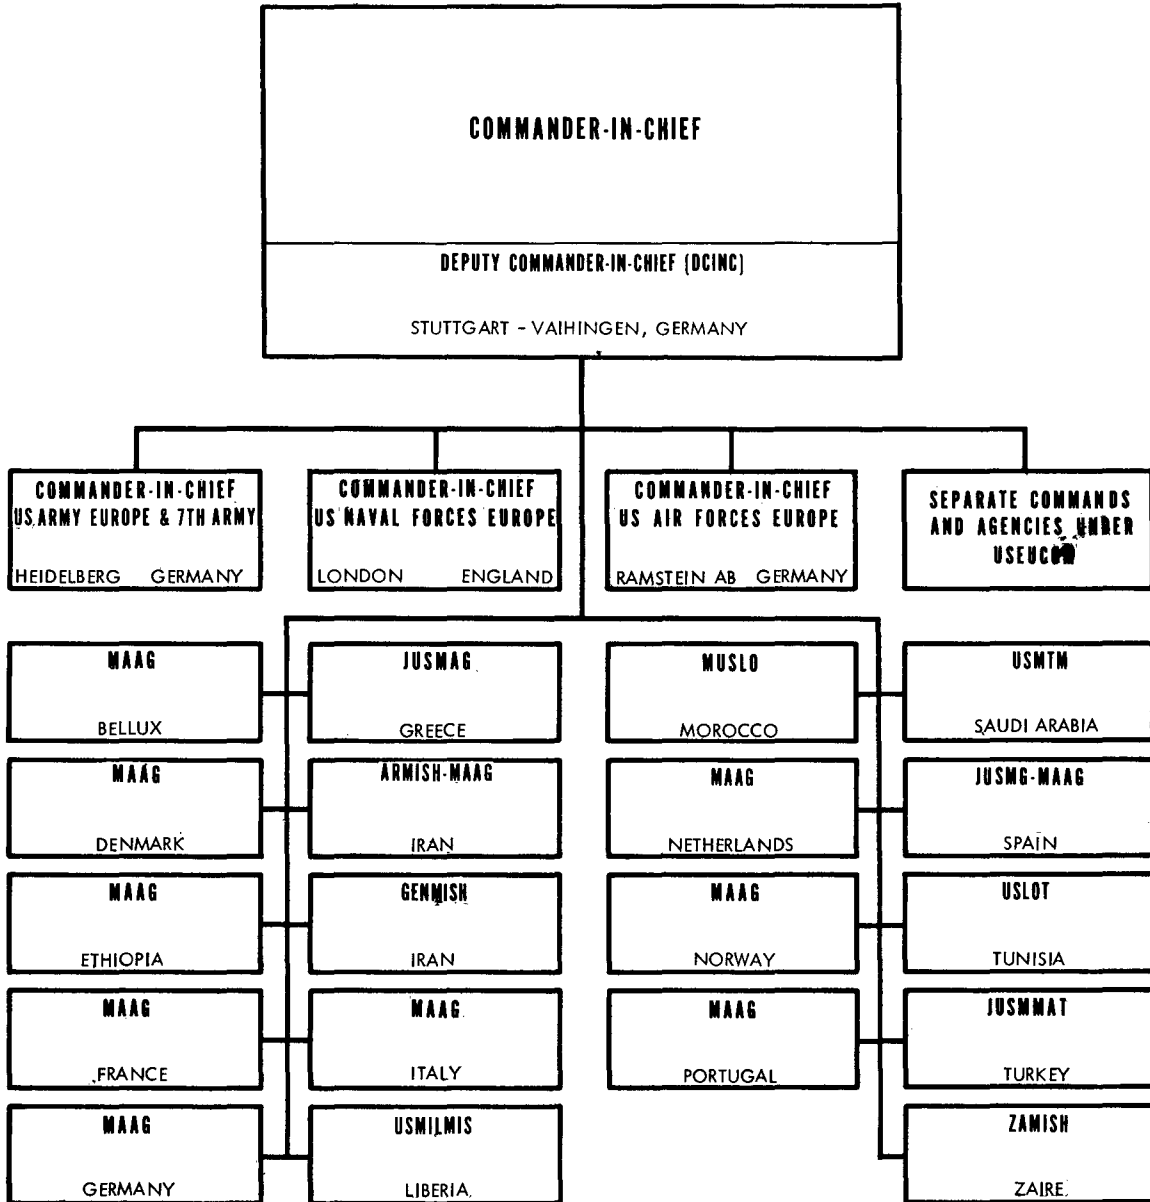 COMMANDER-IN-CHIEF
DEPUTY COMMANDER-IN-CHIEF (DCINC)
STUTTGART - VAIHINGEN, GERMANY
COMMANDER-IN-CHIEF
US ARMY EUROPE & 7TH ARMY
HEIDELBERG GERMANY
COMMANDER-IN-CHIEF
US NAVAL FORCES EUROPE
LONDON ENGLAND
COMMANDER-IN-CHIEF
US AIR FORCES EUROPE
RAMSTEIN AB GERMANY
SEPARATE COMMANDS
AND AGENCIES UNDER
USEUCOM
MAAG
BELLUX
JUSMAG
GREECE
MUSLO
MOROCCO
USMTM
SAUDI ARABIA
MAAG
DENMARK
ARMISH-MAAG
IRAN
MAAG
NETHERLANDS
JUSMG-MAAG
SPAIN
MAAG
ETHIOPIA
GENMISH
IRAN
MAAG
NORWAY
USLOT
TUNISIA
MAAG
FRANCE
MAAG
ITALY
MAAG
PORTUGAL
JUSMMAT
TURKEY
MAAG
GERMANY
USMILMIS
LIBERIA
ZAMISH
ZAIRE